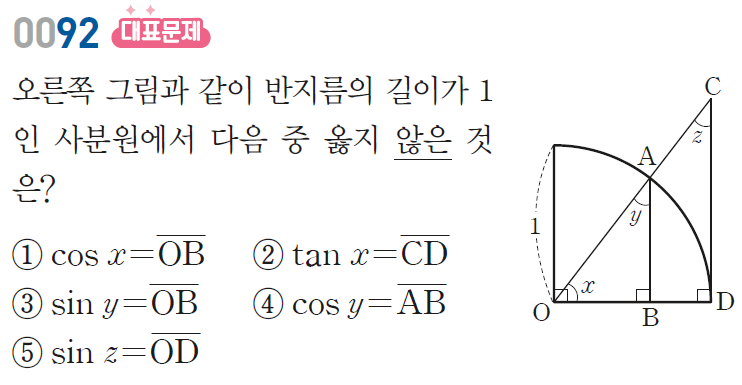 0092 대표문제
오른쪽 그림과 같이 반지름의 길이가 1
인 사분원에서 다음 중 옳지 않은 것
은?
① cos x=OB ② tan x=CD
③ sin y=OB ④ cos y=AB
⑤ sin z=OD
C
z
A
y
1
x
O
B
D